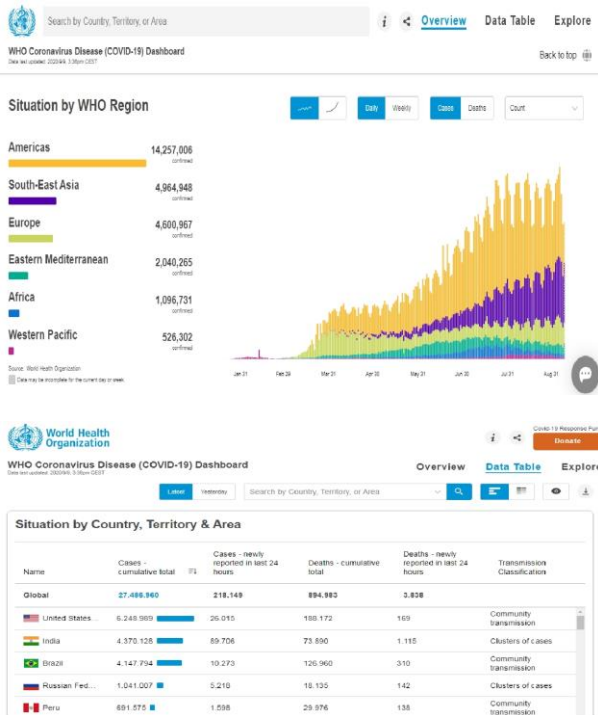 Search by Country, Territory, or Area
Overview Data Table Explore
WHO Coronavirus Disease (COVID-19) Dashboard
Back to top
Situation by WHO Region
Daily Weekly Cases Deaths Count
Americas 14,257,006
confirmed
South-East Asia 4,964,948
confirmed
Europe 4,600,967
confirmed
Eastern Mediterranean 2,040,265
confirmed
Africa 1,096,731
confirmed
Western Pacific 526,302
confirmed
Source: World Health Organization
Data may be incomplete for the current day or week.
Jan 31 Feb 29 Mar 31 Apr 30 May 31 Jun 30 Jul 31 Aug 31
World Health
Organization
Donate
WHO Coronavirus Disease (COVID-19) Dashboard
Overview Data Table Explore
Latest Yesterday Search by Country, Territory, or Area
Situation by Country, Territory & Area
Name Cases - cumulative total Cases - newly reported in last 24 hours Deaths - cumulative total Deaths - newly reported in last 24 hours Transmission Classification
Global 218.149 894.983
United States... 26.015 188.172 169 Community transmission
India 4.370.128 89.706 73.890 1.115 Clusters of cases
Brazil 4.147.794 10.273 126.960 310 Community transmission
Russian Fed... 1.041.007 5.218 18.135 142 Clusters of cases
Peru 691.575 1.598 29.976 138 Community transmission